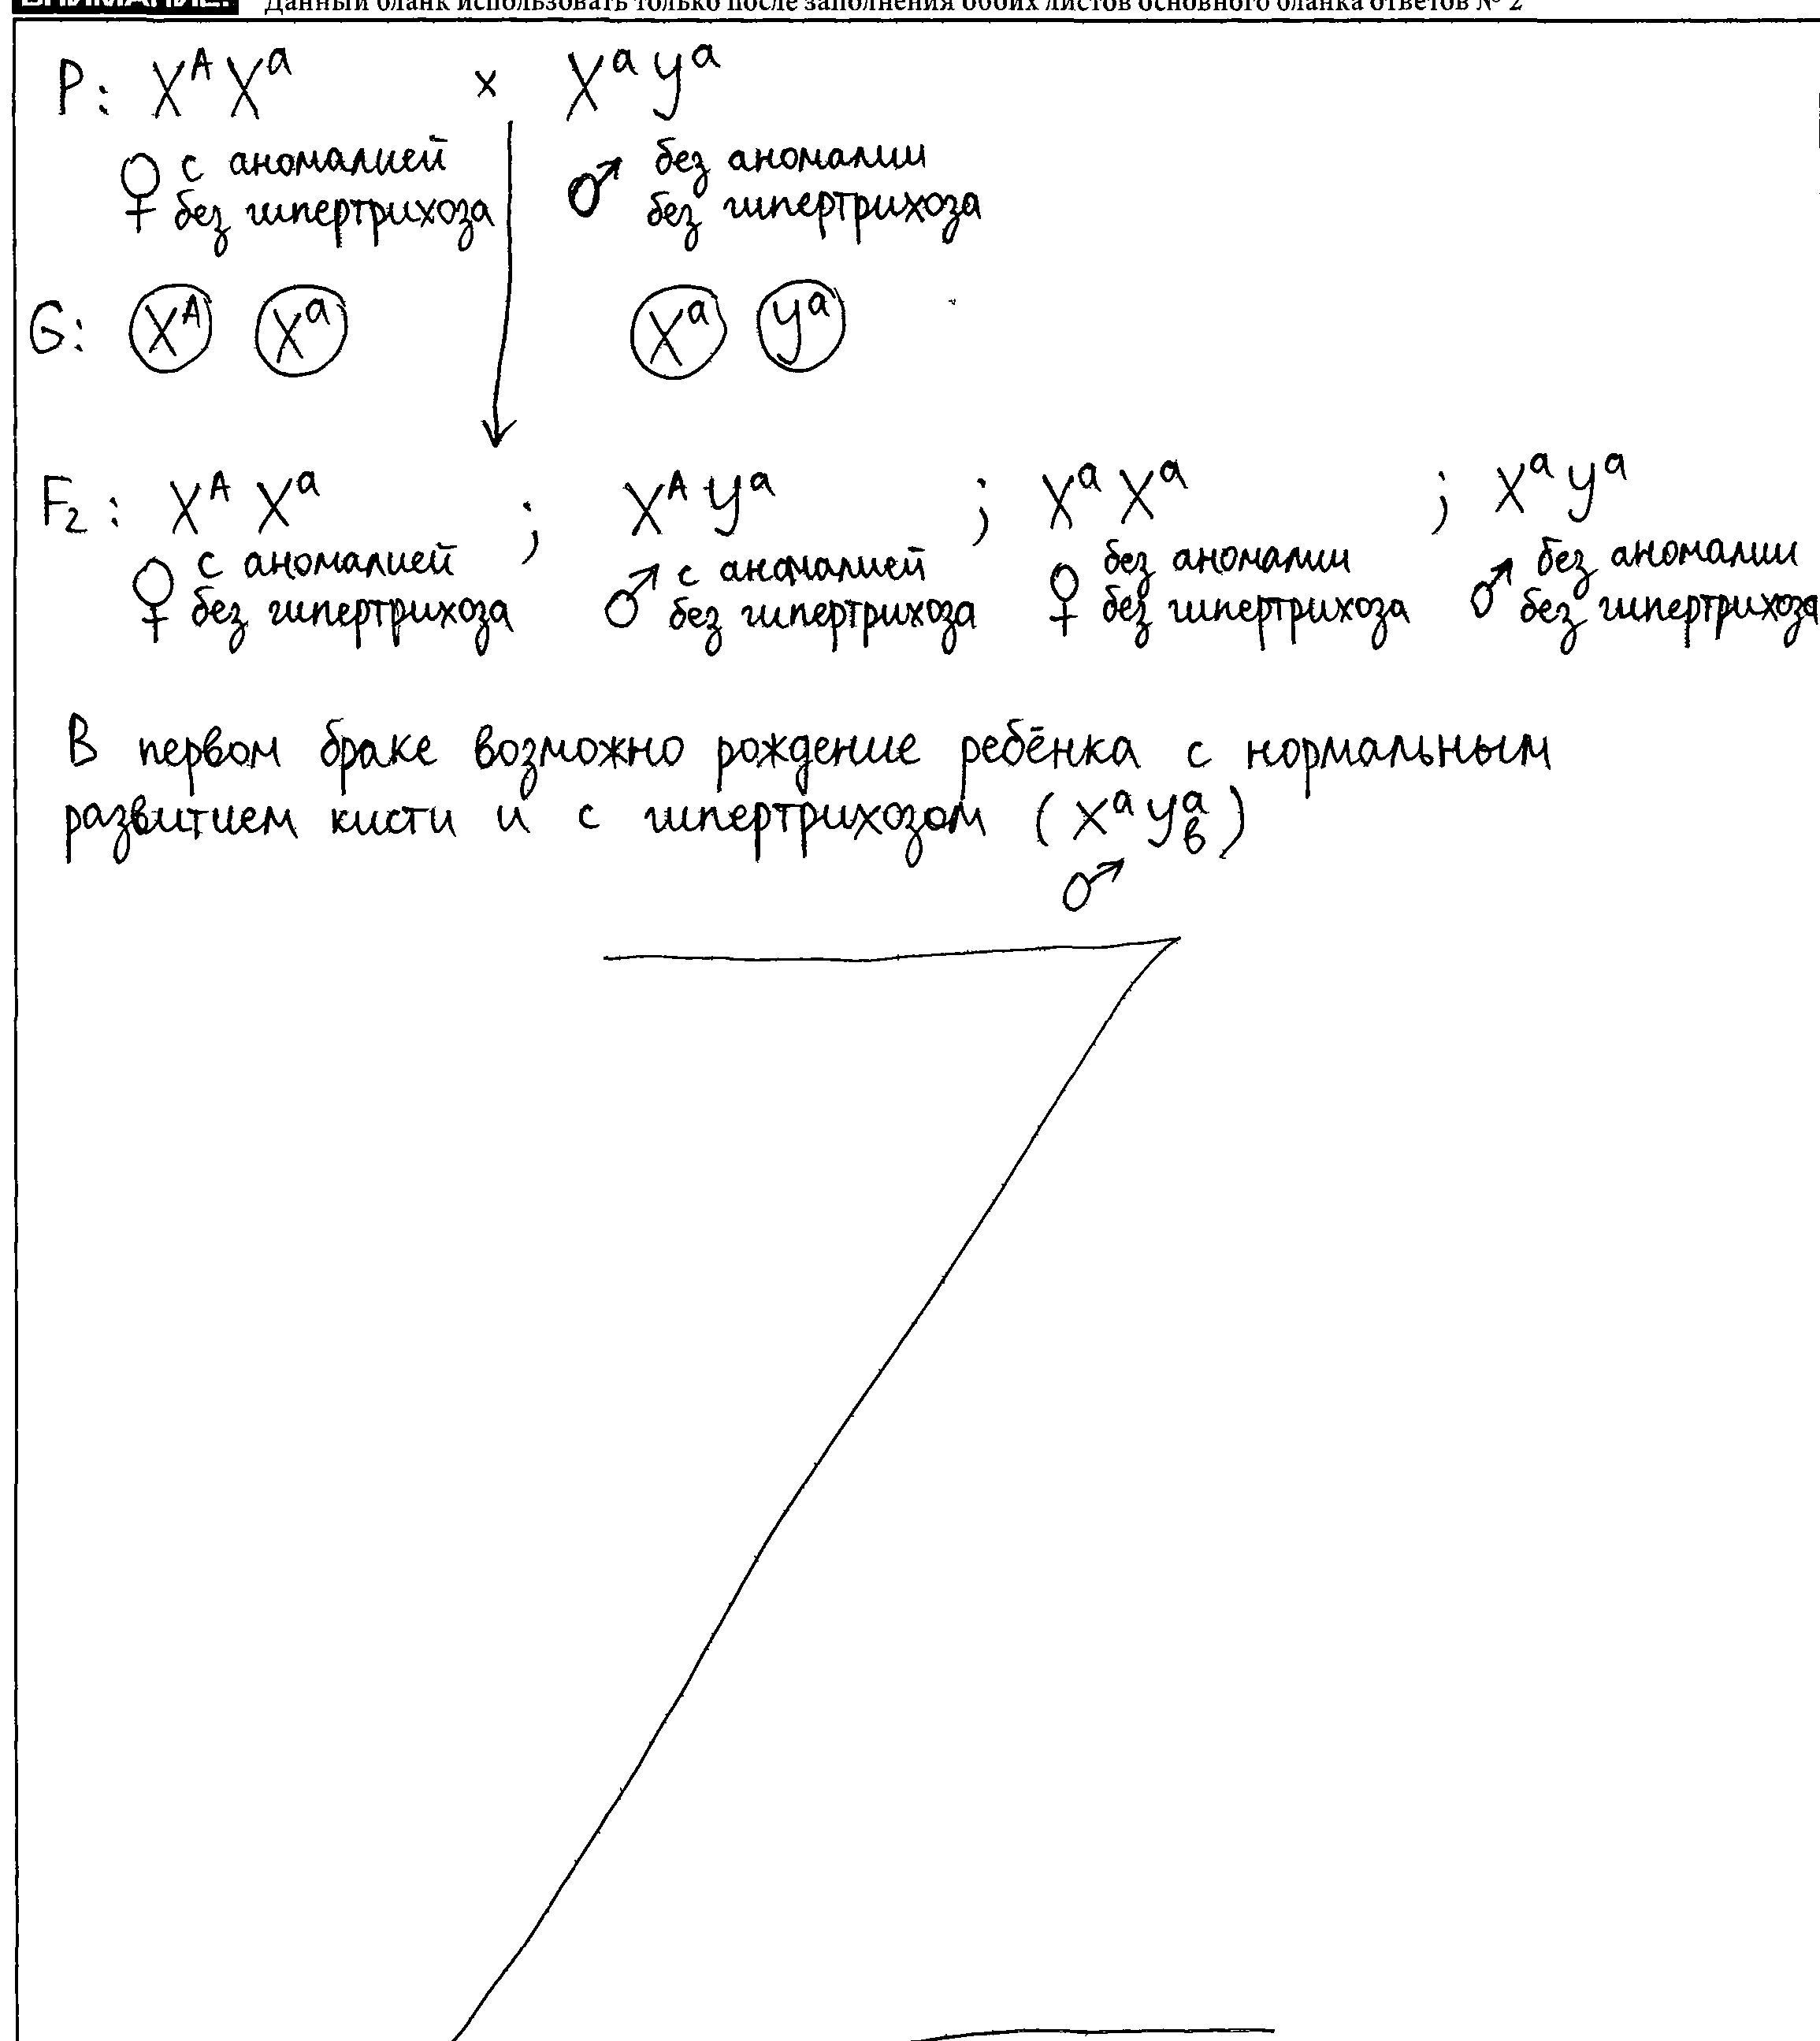 ВНИМАНИЕ! Данный бланк использовать только после заполнения обоих листов основного бланка ответов № 2
P: X^A X^a × X^a Y^a
♀ с аномалией ♂ без аномалии
без гипертрихоза без гипертрихоза
G: X^A X^a X^a Y^a
F₂: X^A X^a ; X^A Y^a ; X^a X^a ; X^a Y^a
♀ с аномалией ♂ с аномалией ♀ без аномалии ♂ без аномалии
без гипертрихоза без гипертрихоза без гипертрихоза без гипертрихоза
В первом браке возможно рождение ребёнка с нормальным
развитием кисти и с гипертрихозом (X^a Y^a_в)
♂